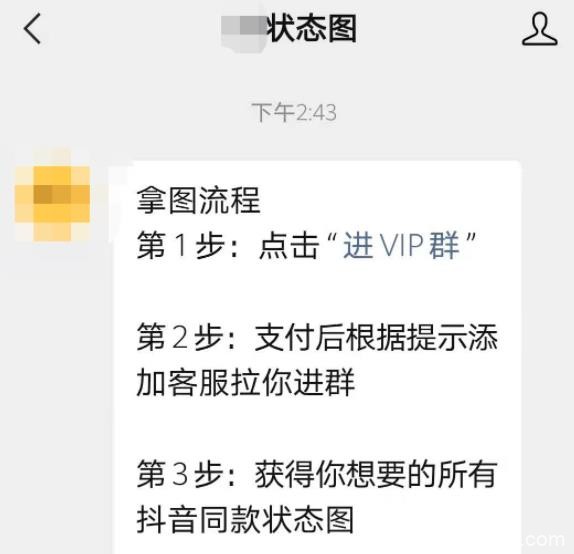 状态图
下午2:43
拿图流程
第1步：点击“进VIP群”
第2步：支付后根据提示添
加客服拉你进群
第3步：获得你想要的所有
抖音同款状态图